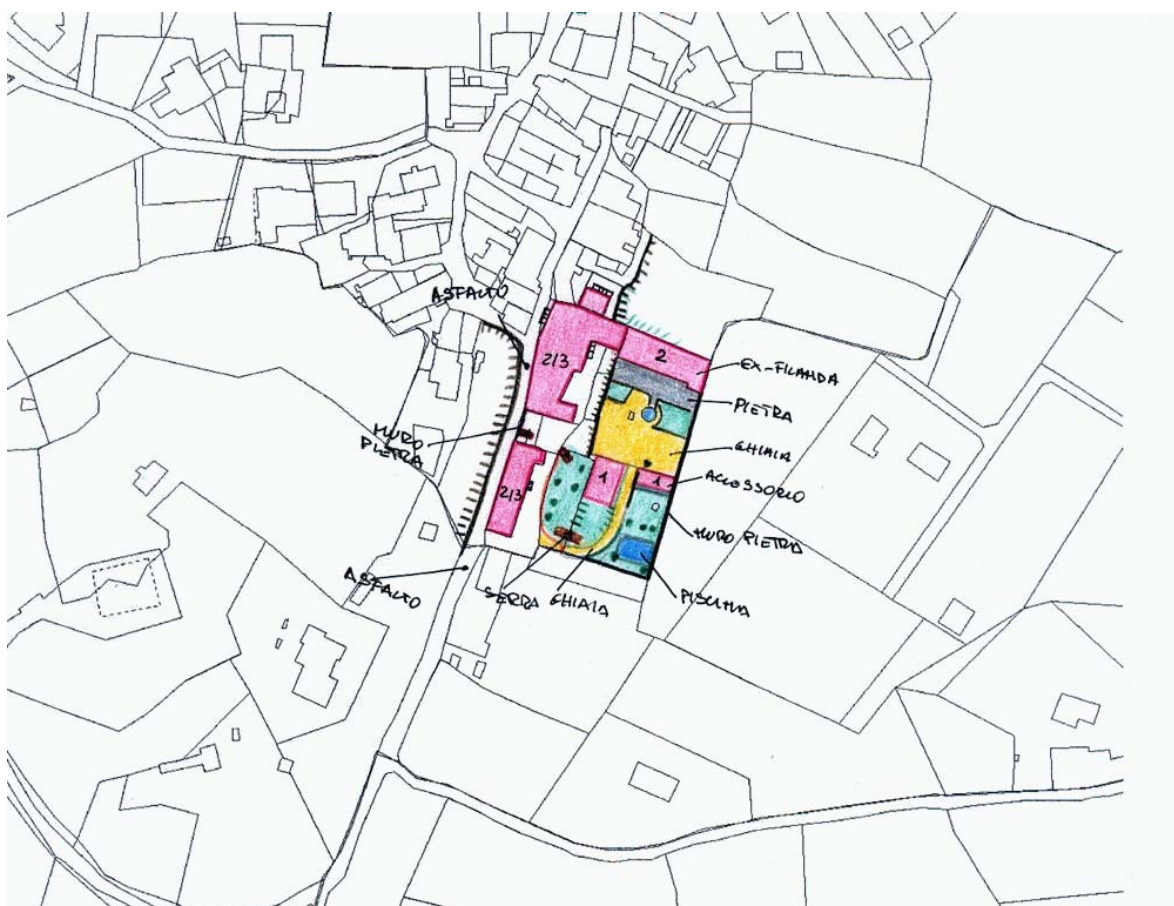 ASFALTO
2/3
2
EX-FILANDA
PIETRA
MURO
PIETRA
GHIAIA
1
1
ACCESSORIO
2/3
MURO PIETRA
ASFALTO
SERRA GHIAIA
PISCINA